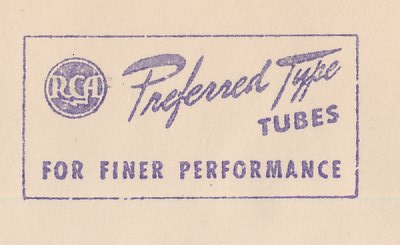 RCA Preferred Type
TUBES
FOR FINER PERFORMANCE